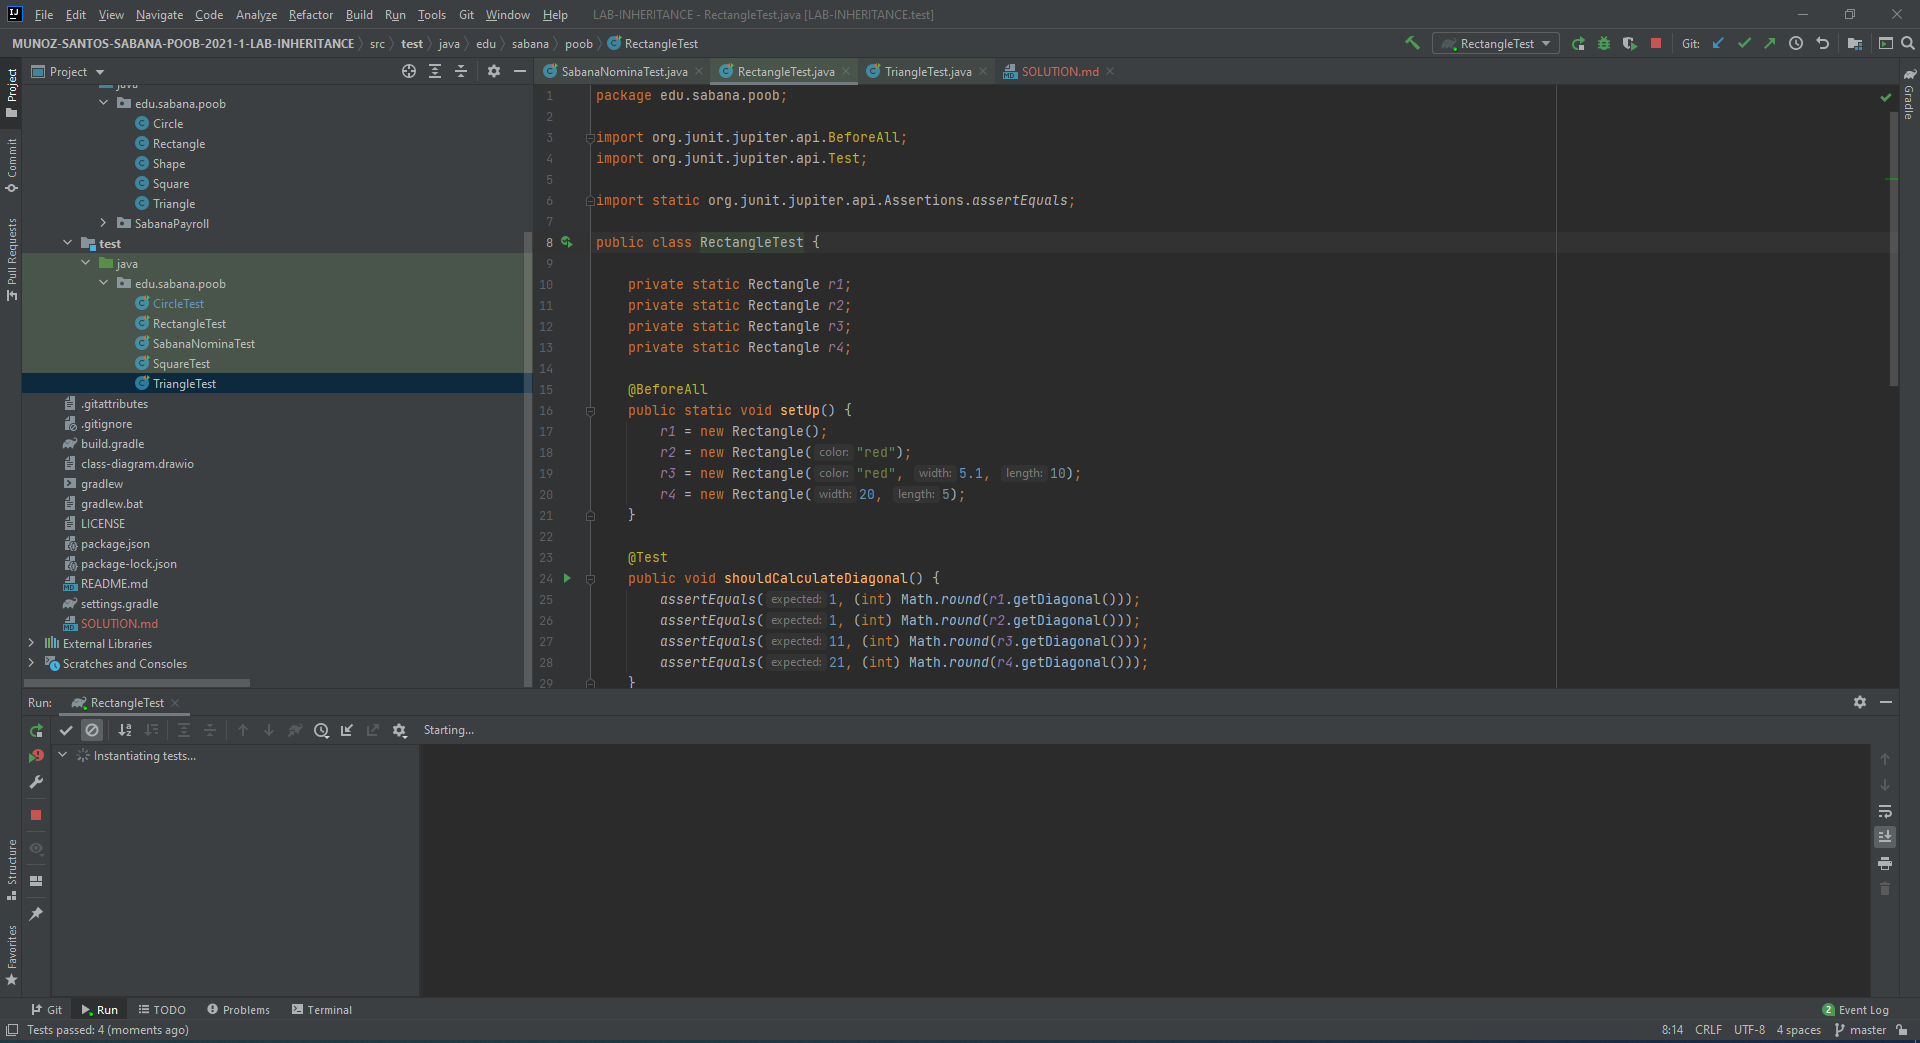 File Edit View Navigate Code Analyze Refactor Build Run Tools Git Window Help LAB-INHERITANCE - RectangleTest.java [LAB-INHERITANCE.test]
MUNOZ-SANTOS-SABANA-POOB-2021-1-LAB-INHERITANCE src test java edu sabana poob RectangleTest RectangleTest Git:
Project
SabanaNominaTest.java RectangleTest.java TriangleTest.java SOLUTION.md
Project
Commit
Pull Requests
Structure
Favorites
Gradle
java
edu.sabana.poob
Circle
Rectangle
Shape
Square
Triangle
SabanaPayroll
test
java
edu.sabana.poob
CircleTest
RectangleTest
SabanaNominaTest
SquareTest
TriangleTest
.gitattributes
.gitignore
build.gradle
class-diagram.drawio
gradlew
gradlew.bat
LICENSE
package.json
package-lock.json
README.md
settings.gradle
SOLUTION.md
External Libraries
Scratches and Consoles
1 package edu.sabana.poob;
2
3 import org.junit.jupiter.api.BeforeAll;
4 import org.junit.jupiter.api.Test;
5
6 import static org.junit.jupiter.api.Assertions.assertEquals;
7
8 public class RectangleTest {
9
10 private static Rectangle r1;
11 private static Rectangle r2;
12 private static Rectangle r3;
13 private static Rectangle r4;
14
15 @BeforeAll
16 public static void setUp() {
17 r1 = new Rectangle();
18 r2 = new Rectangle( color: "red");
19 r3 = new Rectangle( color: "red", width: 5.1, length: 10);
20 r4 = new Rectangle( width: 20, length: 5);
21 }
22
23 @Test
24 public void shouldCalculateDiagonal() {
25 assertEquals( expected: 1, (int) Math.round(r1.getDiagonal()));
26 assertEquals( expected: 1, (int) Math.round(r2.getDiagonal()));
27 assertEquals( expected: 11, (int) Math.round(r3.getDiagonal()));
28 assertEquals( expected: 21, (int) Math.round(r4.getDiagonal()));
29 }
Run: RectangleTest
Starting...
Instantiating tests...
Git Run TODO Problems Terminal 2 Event Log
Tests passed: 4 (moments ago) 8:14 CRLF UTF-8 4 spaces master